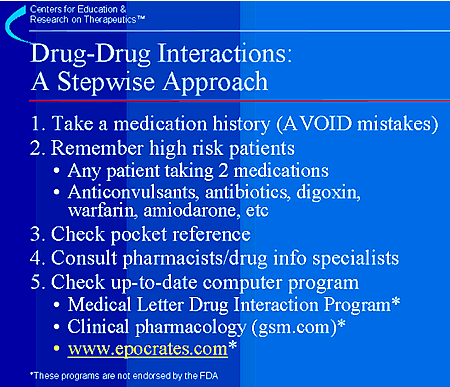 Centers for Education &
Research on Therapeutics™
Drug-Drug Interactions:
A Stepwise Approach
1. Take a medication history (AVOID mistakes)
2. Remember high risk patients
• Any patient taking 2 medications
• Anticonvulsants, antibiotics, digoxin,
warfarin, amiodarone, etc
3. Check pocket reference
4. Consult pharmacists/drug info specialists
5. Check up-to-date computer program
• Medical Letter Drug Interaction Program*
• Clinical pharmacology (gsm.com)*
• www.epocrates.com*
*These programs are not endorsed by the FDA